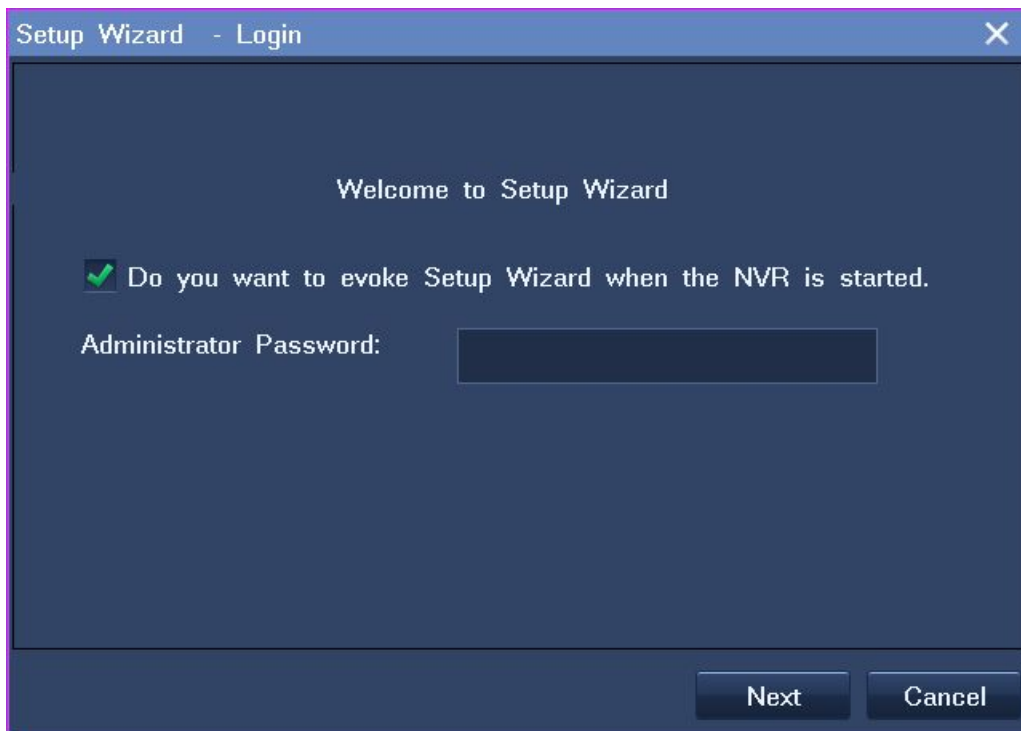 Setup Wizard - Login
Welcome to Setup Wizard
Do you want to evoke Setup Wizard when the NVR is started.
Administrator Password:
Next Cancel